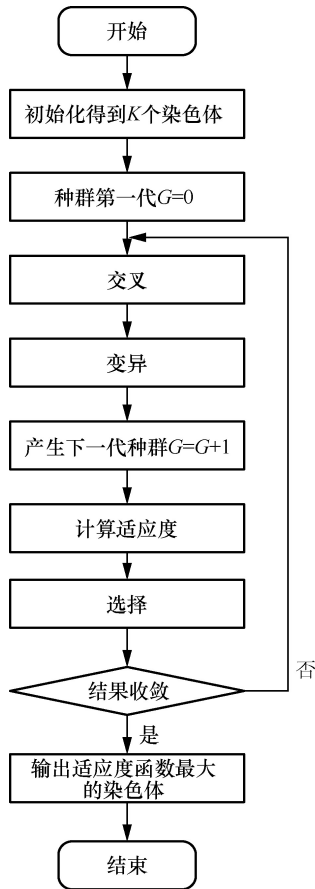 开始
初始化得到K个染色体
种群第一代G=0
交叉
变异
产生下一代种群G=G+1
计算适应度
选择
结果收敛
否
是
输出适应度函数最大
的染色体
结束